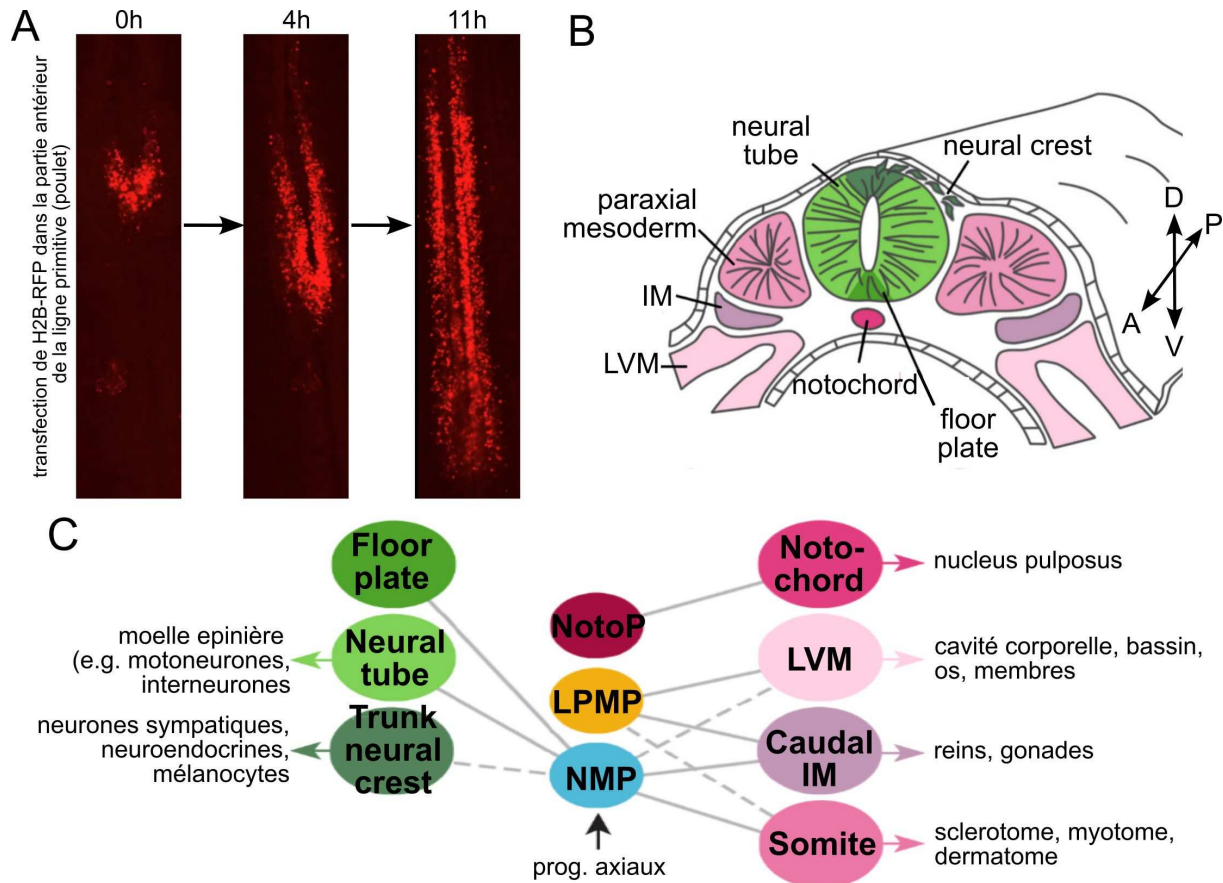 A
0h
4h
11h
transfection de H2B-RFP dans la partie antérieur
de la ligne primitive (poulet)
B
neural
tube
neural crest
paraxial
mesoderm
IM
LVM
notochord
floor
plate
D
P
A
V
C
Floor
plate
Neural
tube
Trunk
neural
crest
moelle epinière
(e.g. motoneurones,
interneurones
neurones sympatiques,
neuroendocrines,
mélanocytes
NotoP
LPMP
NMP
prog. axiaux
Noto-
chord
LVM
Caudal
IM
Somite
nucleus pulposus
cavité corporelle, bassin,
os, membres
reins, gonades
sclerotome, myotome,
dermatome